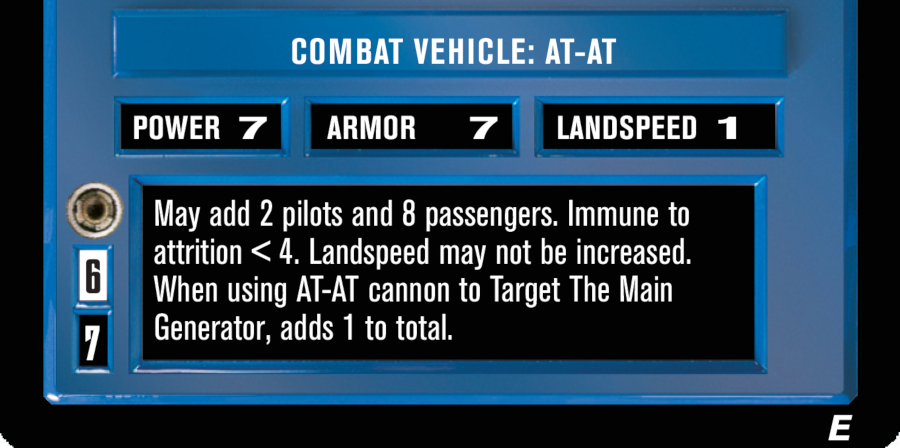 COMBAT VEHICLE: AT-AT
POWER 7 ARMOR 7 LANDSPEED 1
May add 2 pilots and 8 passengers. Immune to
attrition < 4. Landspeed may not be increased.
When using AT-AT cannon to Target The Main
Generator, adds 1 to total.
6
7
E